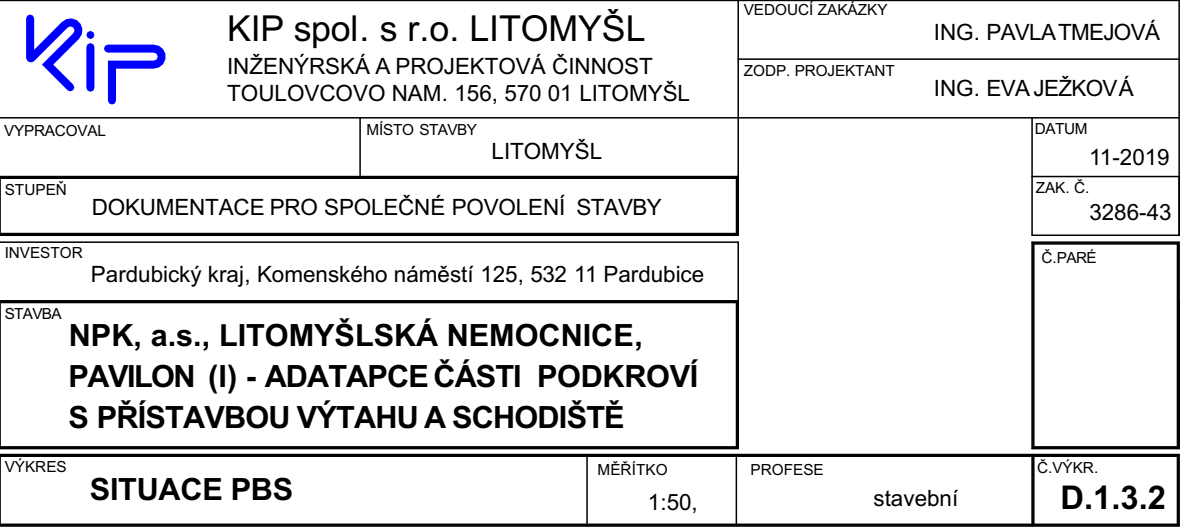 KIP
KIP spol. s r.o. LITOMYŠL
INŽENÝRSKÁ A PROJEKTOVÁ ČINNOST
TOULOVCOVO NAM. 156, 570 01 LITOMYŠL
VEDOUCÍ ZAKÁZKY
ING. PAVLA TMEJOVÁ
ZODP. PROJEKTANT
ING. EVA JEŽKOVÁ
VYPRACOVAL
MÍSTO STAVBY
LITOMYŠL
DATUM
11-2019
STUPEŇ
DOKUMENTACE PRO SPOLEČNÉ POVOLENÍ STAVBY
ZAK. Č.
3286-43
INVESTOR
Pardubický kraj, Komenského náměstí 125, 532 11 Pardubice
Č.PARÉ
STAVBA
NPK, a.s., LITOMYŠLSKÁ NEMOCNICE,
PAVILON (I) - ADATAPCE ČÁSTI PODKROVÍ
S PŘÍSTAVBOU VÝTAHU A SCHODIŠTĚ
VÝKRES
SITUACE PBS
MĚŘÍTKO
1:50,
PROFESE
stavební
Č.VÝKR.
D.1.3.2